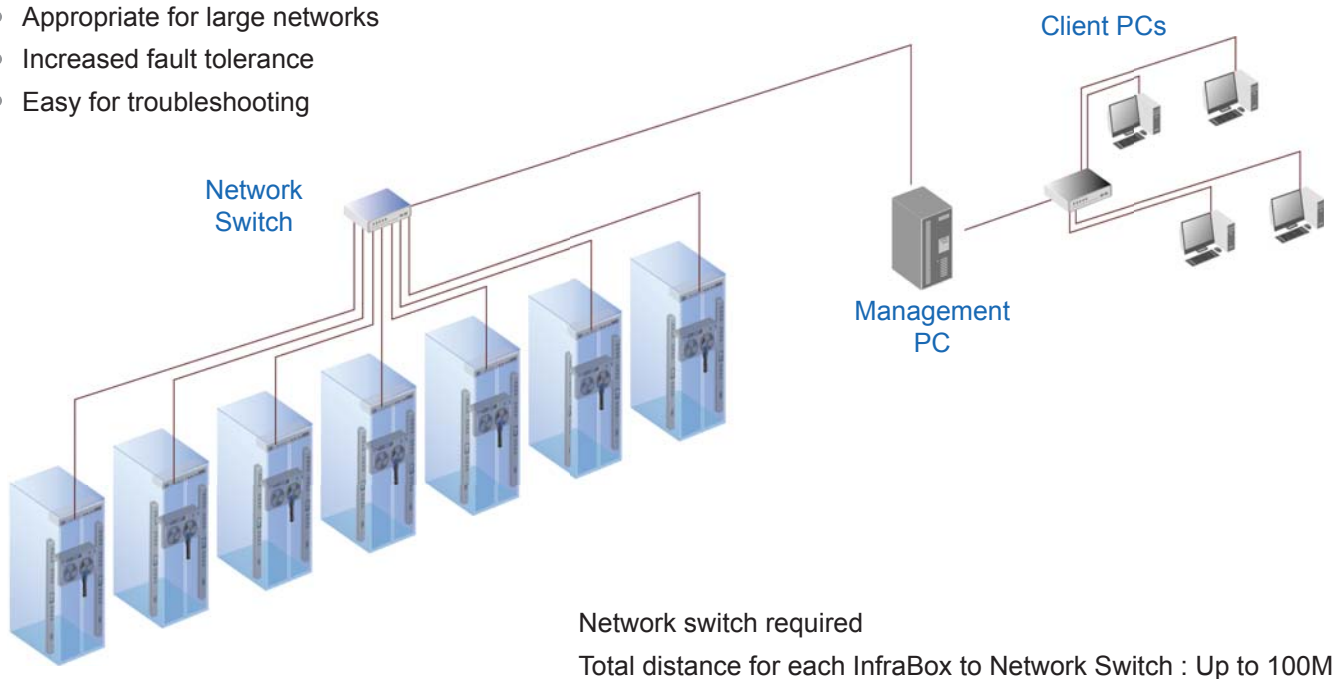 Appropriate for large networks
Increased fault tolerance
Easy for troubleshooting
Client PCs
Network
Switch
Management
PC
Network switch required
Total distance for each InfraBox to Network Switch : Up to 100M